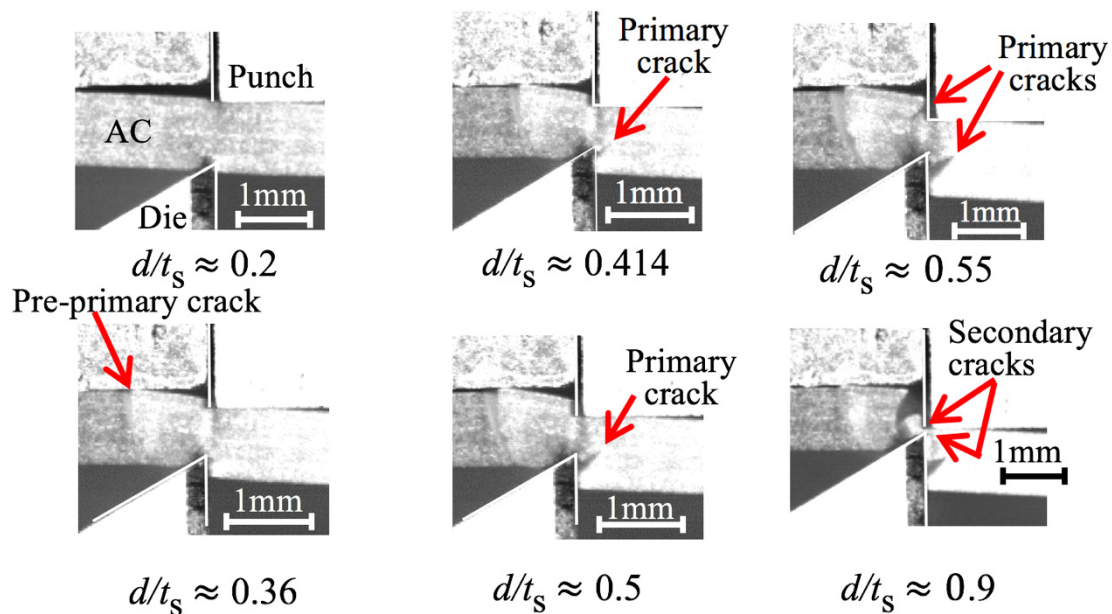 Punch
AC
1mm
Die
d/ts ≈ 0.2
Primary
crack
1mm
d/ts ≈ 0.414
Primary
cracks
1mm
d/ts ≈ 0.55
Pre-primary crack
1mm
d/ts ≈ 0.36
Primary
crack
1mm
d/ts ≈ 0.5
Secondary
cracks
1mm
d/ts ≈ 0.9